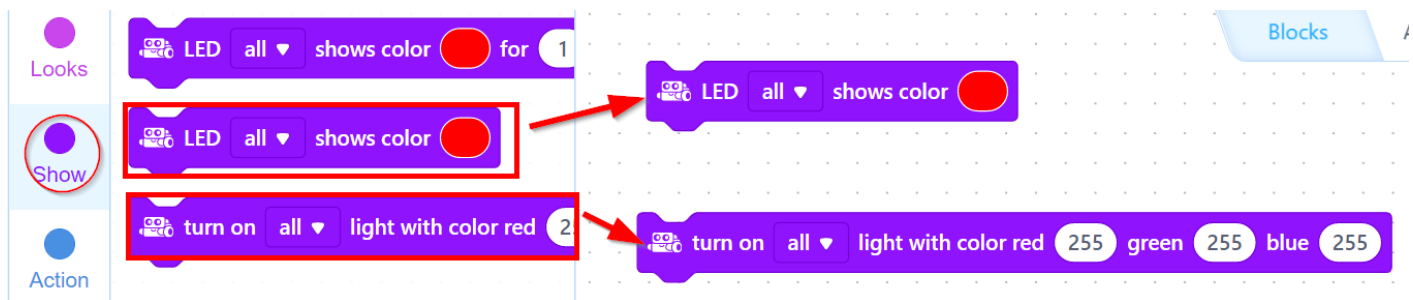 Looks
Show
Action
LED all shows color for 1
LED all shows color
turn on all light with color red
Blocks
LED all shows color
turn on all light with color red 255 green 255 blue 255